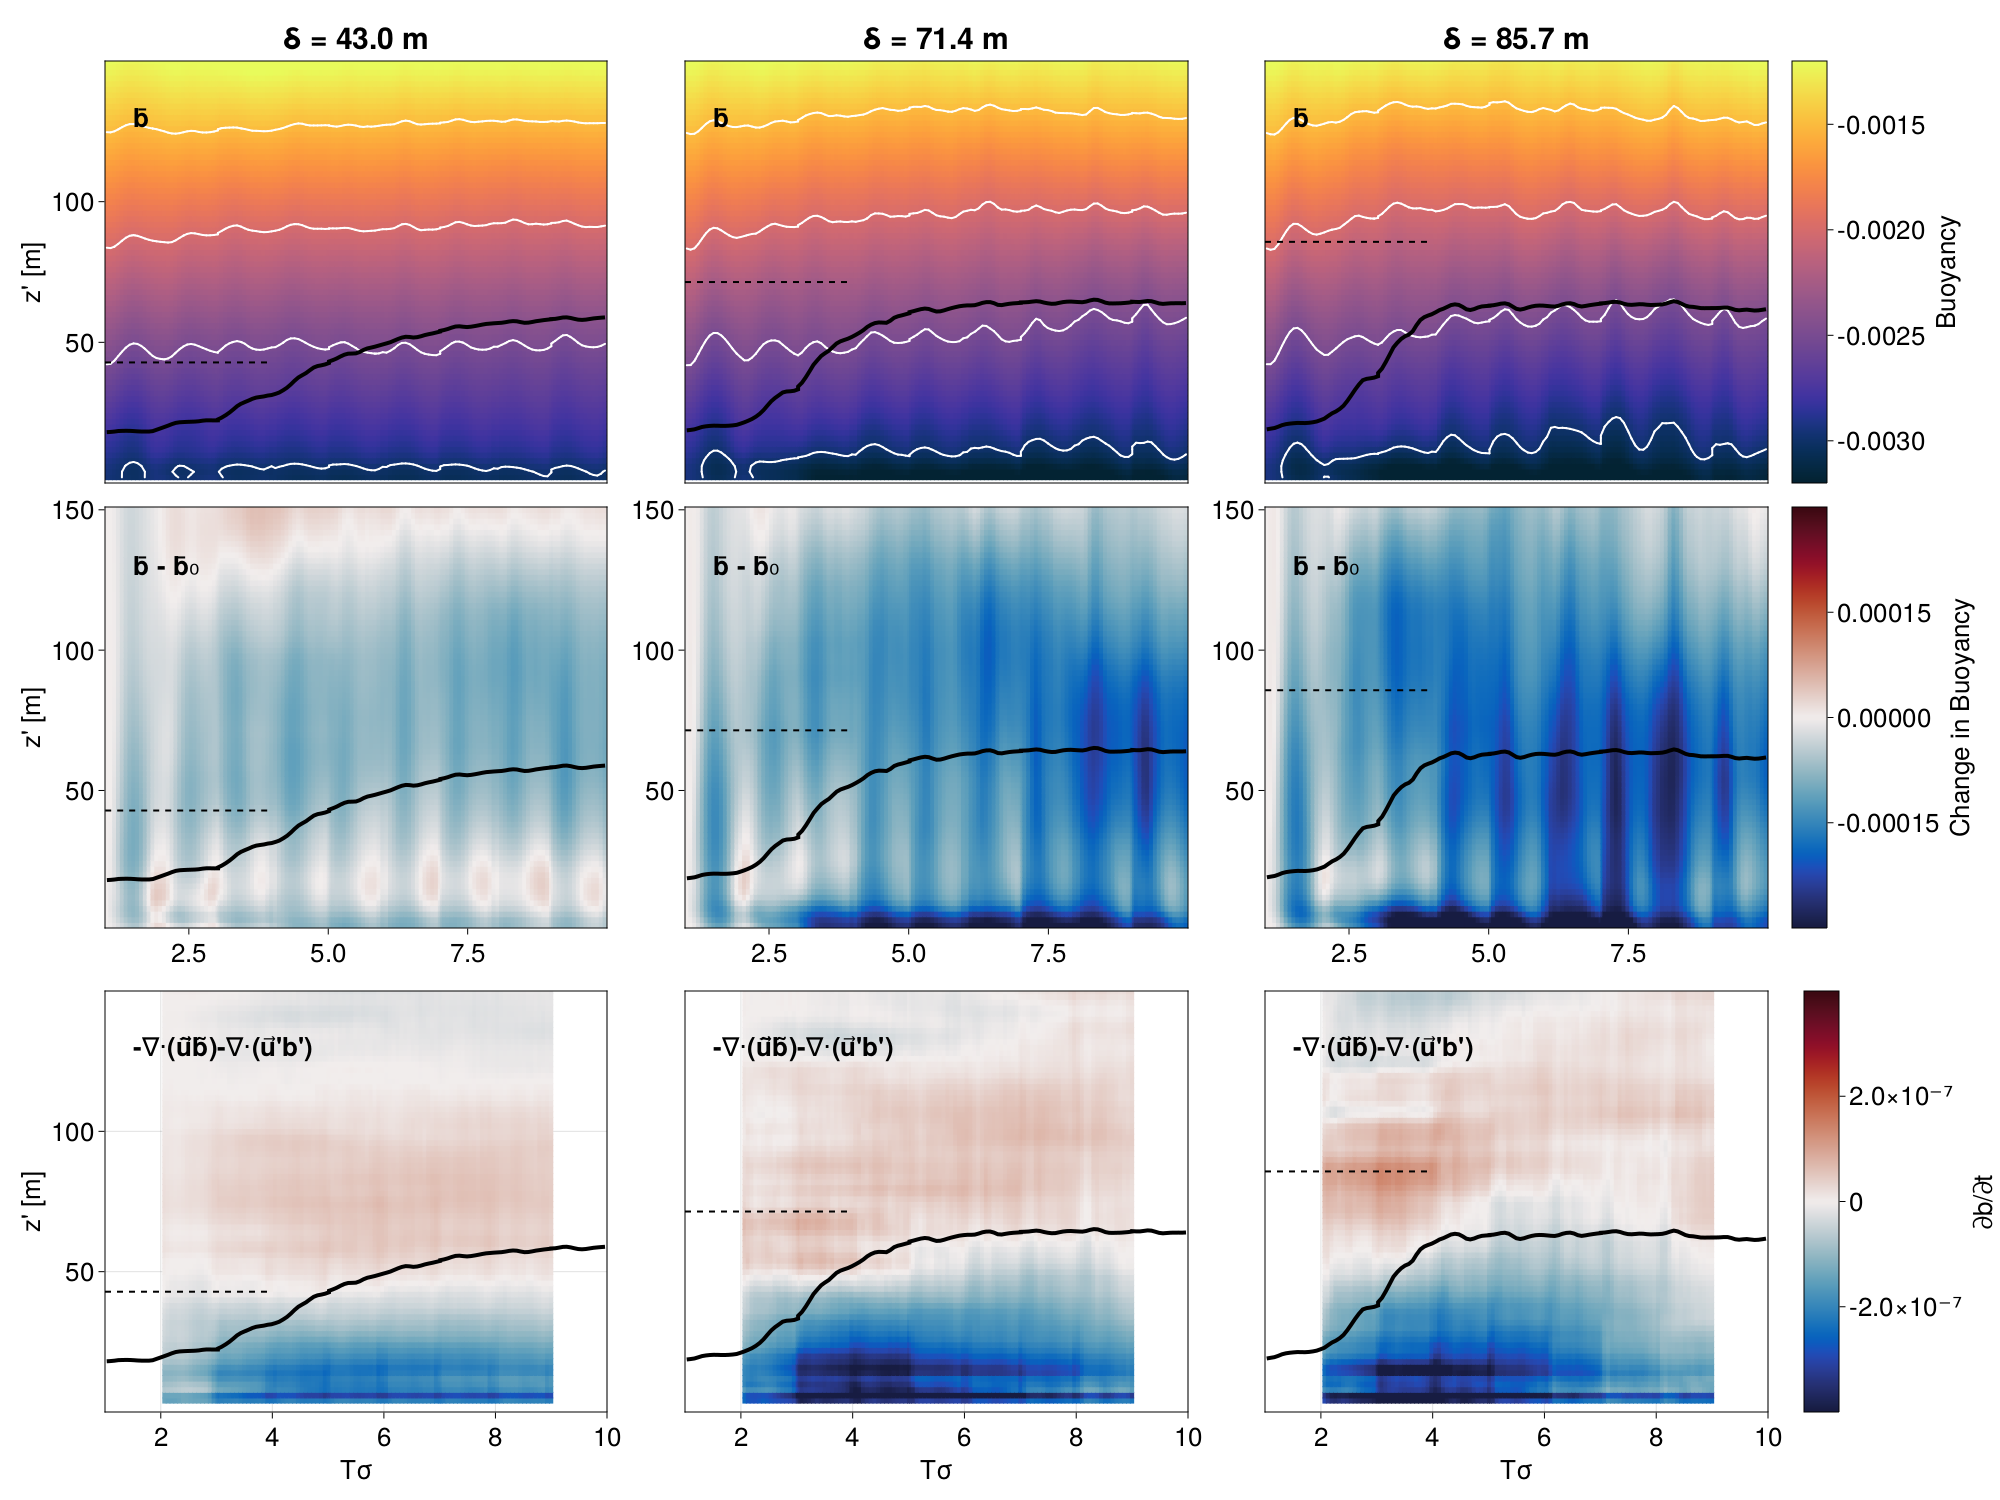 δ = 43.0 m
δ = 71.4 m
δ = 85.7 m
z' [m]
100
50
b̄
b̄
b̄
-0.0015
-0.0020
-0.0025
-0.0030
Buoyancy
z' [m]
150
100
50
2.5
5.0
7.5
b̄ - b̄₀
150
100
50
2.5
5.0
7.5
b̄ - b̄₀
150
100
50
2.5
5.0
7.5
b̄ - b̄₀
0.00015
0.00000
-0.00015
Change in Buoyancy
z' [m]
100
50
-∇⋅(u⃗̄b̄)-∇⋅(u⃗'b')
-∇⋅(u⃗̄b̄)-∇⋅(u⃗'b')
-∇⋅(u⃗̄b̄)-∇⋅(u⃗'b')
2.0×10⁻⁷
0
-2.0×10⁻⁷
∂b/∂t
2
4
6
8
10
2
4
6
8
10
2
4
6
8
10
Tσ
Tσ
Tσ